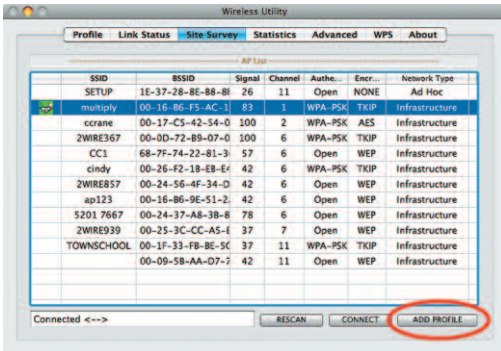 Wireless Utility
Profile Link Status Site Survey Statistics Advanced WPS About
AP List
SSID BSSID Signal Channel Authe... Encr... Network Type
SETUP 1E-37-28-8E-88-8E 26 11 Open NONE Ad Hoc
multiply 00-16-B6-F5-AC-1 83 1 WPA-PSK TKIP Infrastructure
ccrane 00-17-C5-42-54-0 100 2 WPA-PSK AES Infrastructure
2WIRE367 00-0D-72-B9-07-0 100 6 WPA-PSK TKIP Infrastructure
CC1 68-7F-74-22-81-3 57 6 Open WEP Infrastructure
cindy 00-26-F2-1B-EB-E 42 6 WPA-PSK TKIP Infrastructure
2WIRE857 00-24-56-4F-34-D 42 6 Open WEP Infrastructure
ap123 00-16-B6-9E-51-2 42 6 Open WEP Infrastructure
5201 7667 00-24-37-A8-3B-8 78 6 Open WEP Infrastructure
2WIRE939 00-25-3C-CC-A5-E 37 7 Open WEP Infrastructure
TOWNSCHOOL 00-1F-33-FB-BE-5C 37 11 WPA-PSK TKIP Infrastructure
00-09-5B-AA-D7-7 42 11 Open WEP Infrastructure
Connected <--> RESCAN CONNECT ADD PROFILE